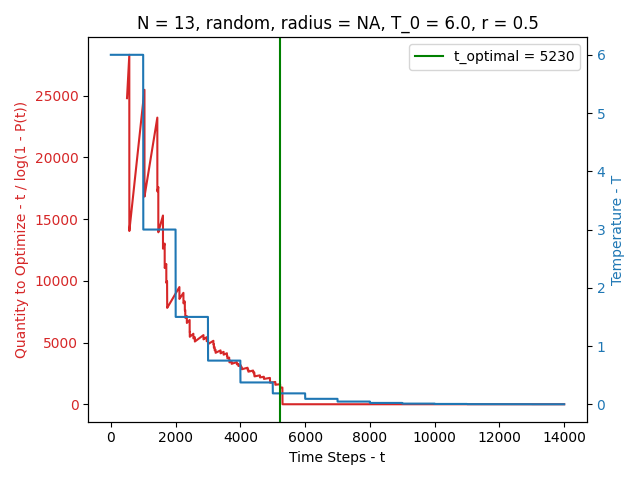 N = 13, random, radius = NA, T_0 = 6.0, r = 0.5
t_optimal = 5230
Quantity to Optimize - t / log(1 - P(t))
25000
20000
15000
10000
5000
0
6
5
4
3
2
1
0
Temperature - T
0 2000 4000 6000 8000 10000 12000 14000
Time Steps - t